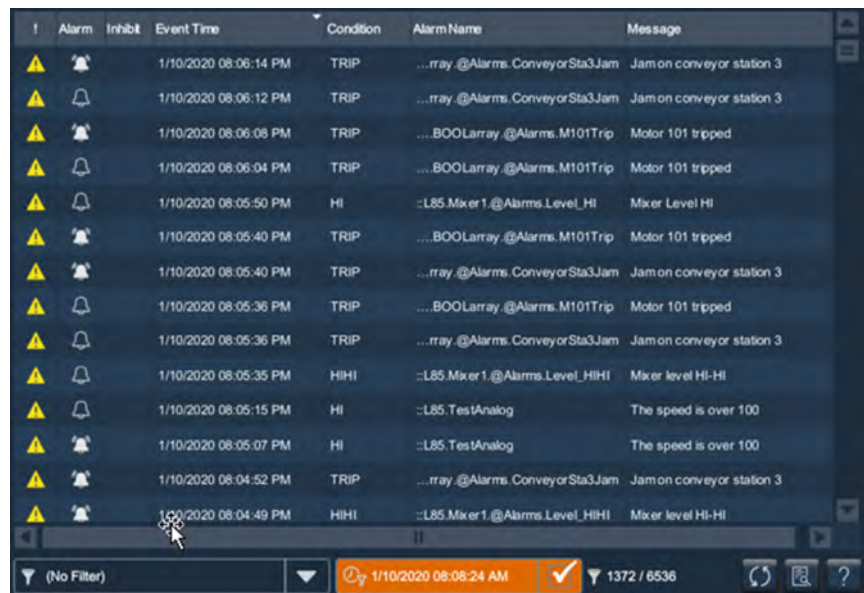 ! Alarm Inhibit Event Time Condition Alarm Name Message
1/10/2020 08:06:14 PM TRIP ...rray.@Alarms.ConveyorSta3Jam Jam on conveyor station 3
1/10/2020 08:06:12 PM TRIP ...rray.@Alarms.ConveyorSta3Jam Jam on conveyor station 3
1/10/2020 08:06:08 PM TRIP ....BOOLarray.@Alarms.M101Trip Motor 101 tripped
1/10/2020 08:06:04 PM TRIP ....BOOLarray.@Alarms.M101Trip Motor 101 tripped
1/10/2020 08:05:50 PM HI ::L85.Mixer1.@Alarms.Level_HI Mixer Level HI
1/10/2020 08:05:40 PM TRIP ....BOOLarray.@Alarms.M101Trip Motor 101 tripped
1/10/2020 08:05:40 PM TRIP ...rray.@Alarms.ConveyorSta3Jam Jam on conveyor station 3
1/10/2020 08:05:36 PM TRIP ....BOOLarray.@Alarms.M101Trip Motor 101 tripped
1/10/2020 08:05:36 PM TRIP ...rray.@Alarms.ConveyorSta3Jam Jam on conveyor station 3
1/10/2020 08:05:35 PM HIHI ::L85.Mixer1.@Alarms.Level_HIHI Mixer level HI-HI
1/10/2020 08:05:15 PM HI ::L85.TestAnalog The speed is over 100
1/10/2020 08:05:07 PM HI ::L85.TestAnalog The speed is over 100
1/10/2020 08:04:52 PM TRIP ...rray.@Alarms.ConveyorSta3Jam Jam on conveyor station 3
1/10/2020 08:04:49 PM HIHI ::L85.Mixer1.@Alarms.Level_HIHI Mixer level HI-HI
(No Filter) 1/10/2020 08:08:24 AM 1372 / 6536 ?